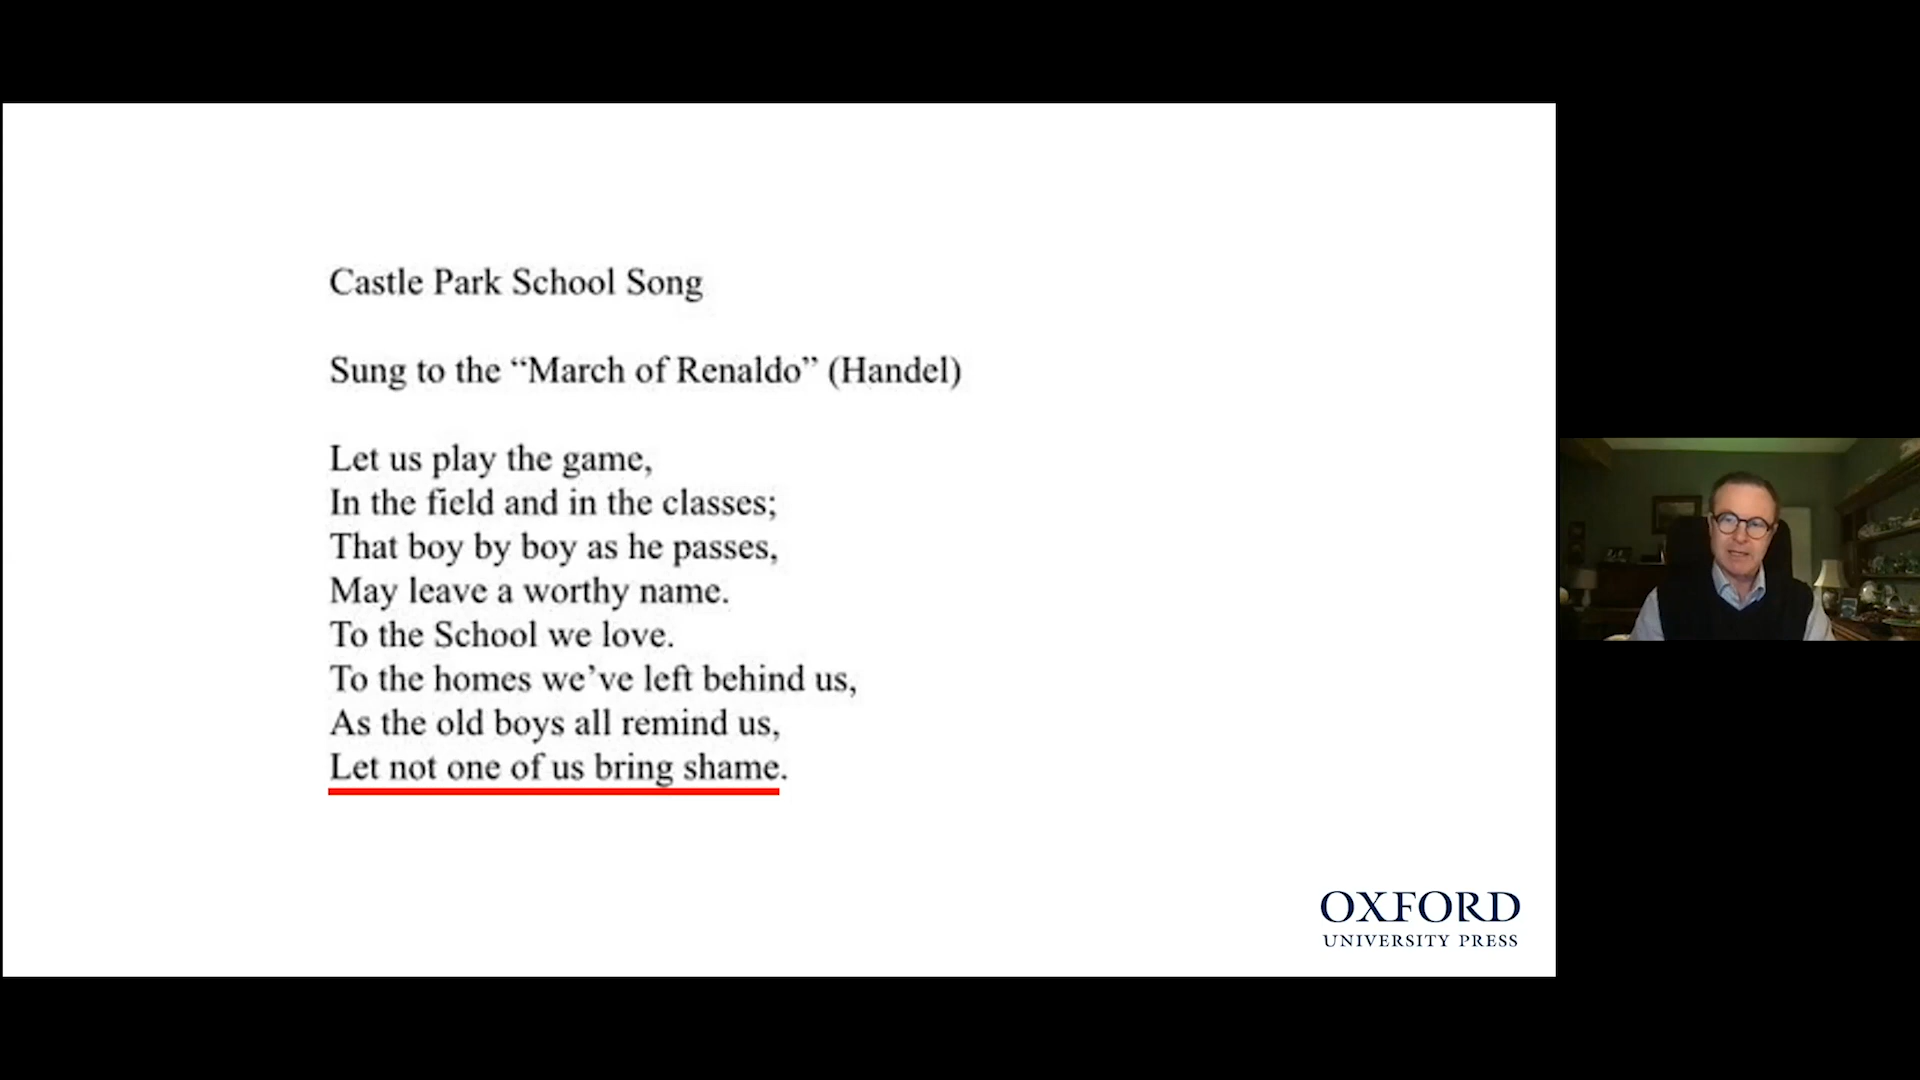 Castle Park School Song
Sung to the “March of Renaldo” (Handel)
Let us play the game,
In the field and in the classes;
That boy by boy as he passes,
May leave a worthy name.
To the School we love.
To the homes we’ve left behind us,
As the old boys all remind us,
Let not one of us bring shame.
OXFORD
UNIVERSITY PRESS